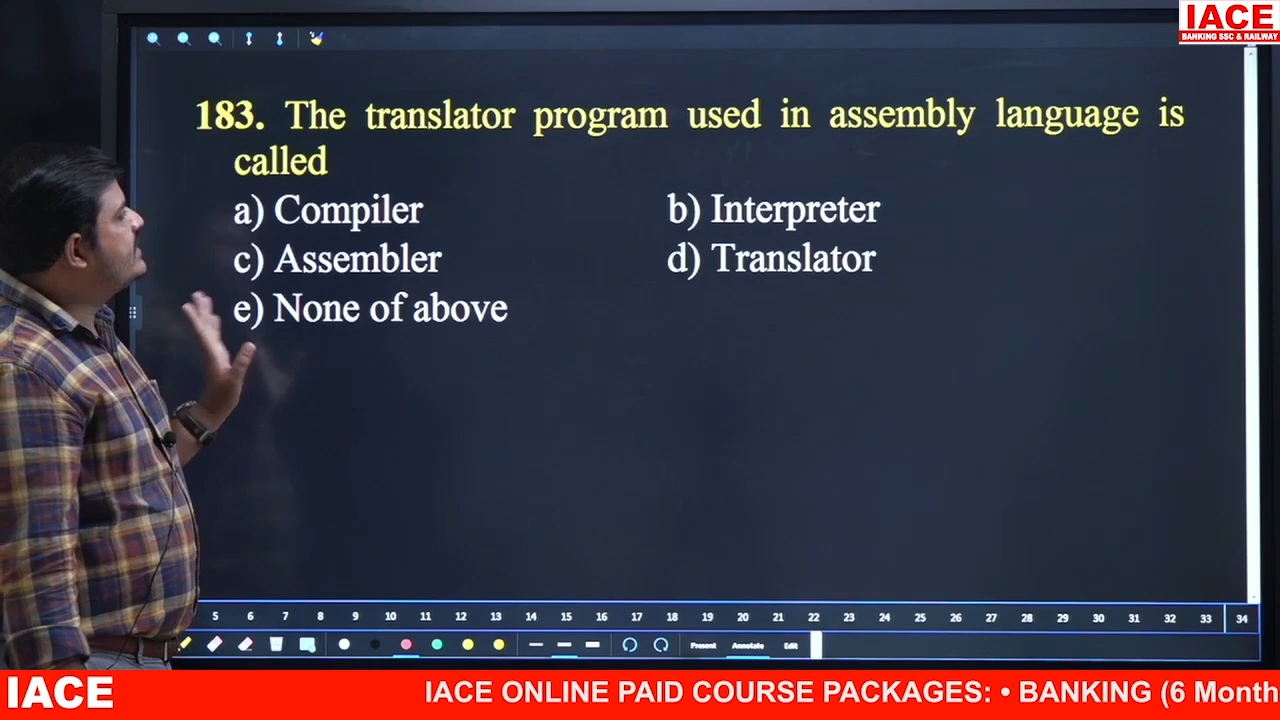 IACE
BANKING SSC & RAILWAY
183. The translator program used in assembly language is
called
a) Compiler b) Interpreter
c) Assembler d) Translator
e) None of above
5 6 7 8 9 10 11 12 13 14 15 16 17 18 19 20 21 22 23 24 25 26 27 28 29 30 31 32 33 34
Present Annotate Edit
IACE IACE ONLINE PAID COURSE PACKAGES: • BANKING (6 Month